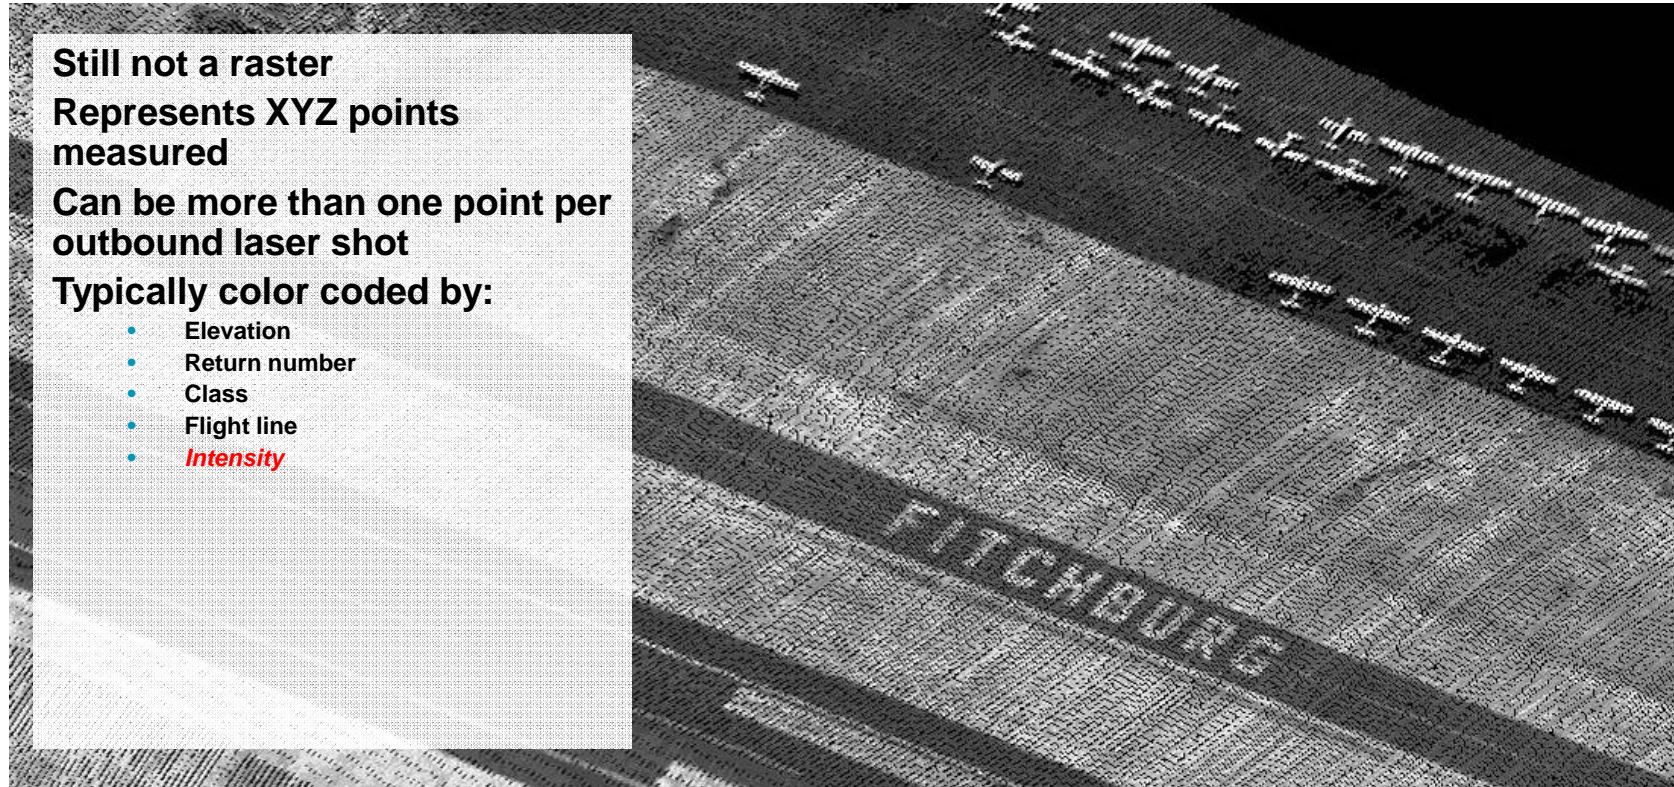 Still not a raster
Represents XYZ points
measured
Can be more than one point per
outbound laser shot
Typically color coded by:
• Elevation
• Return number
• Class
• Flight line
• Intensity
FITCHBURG